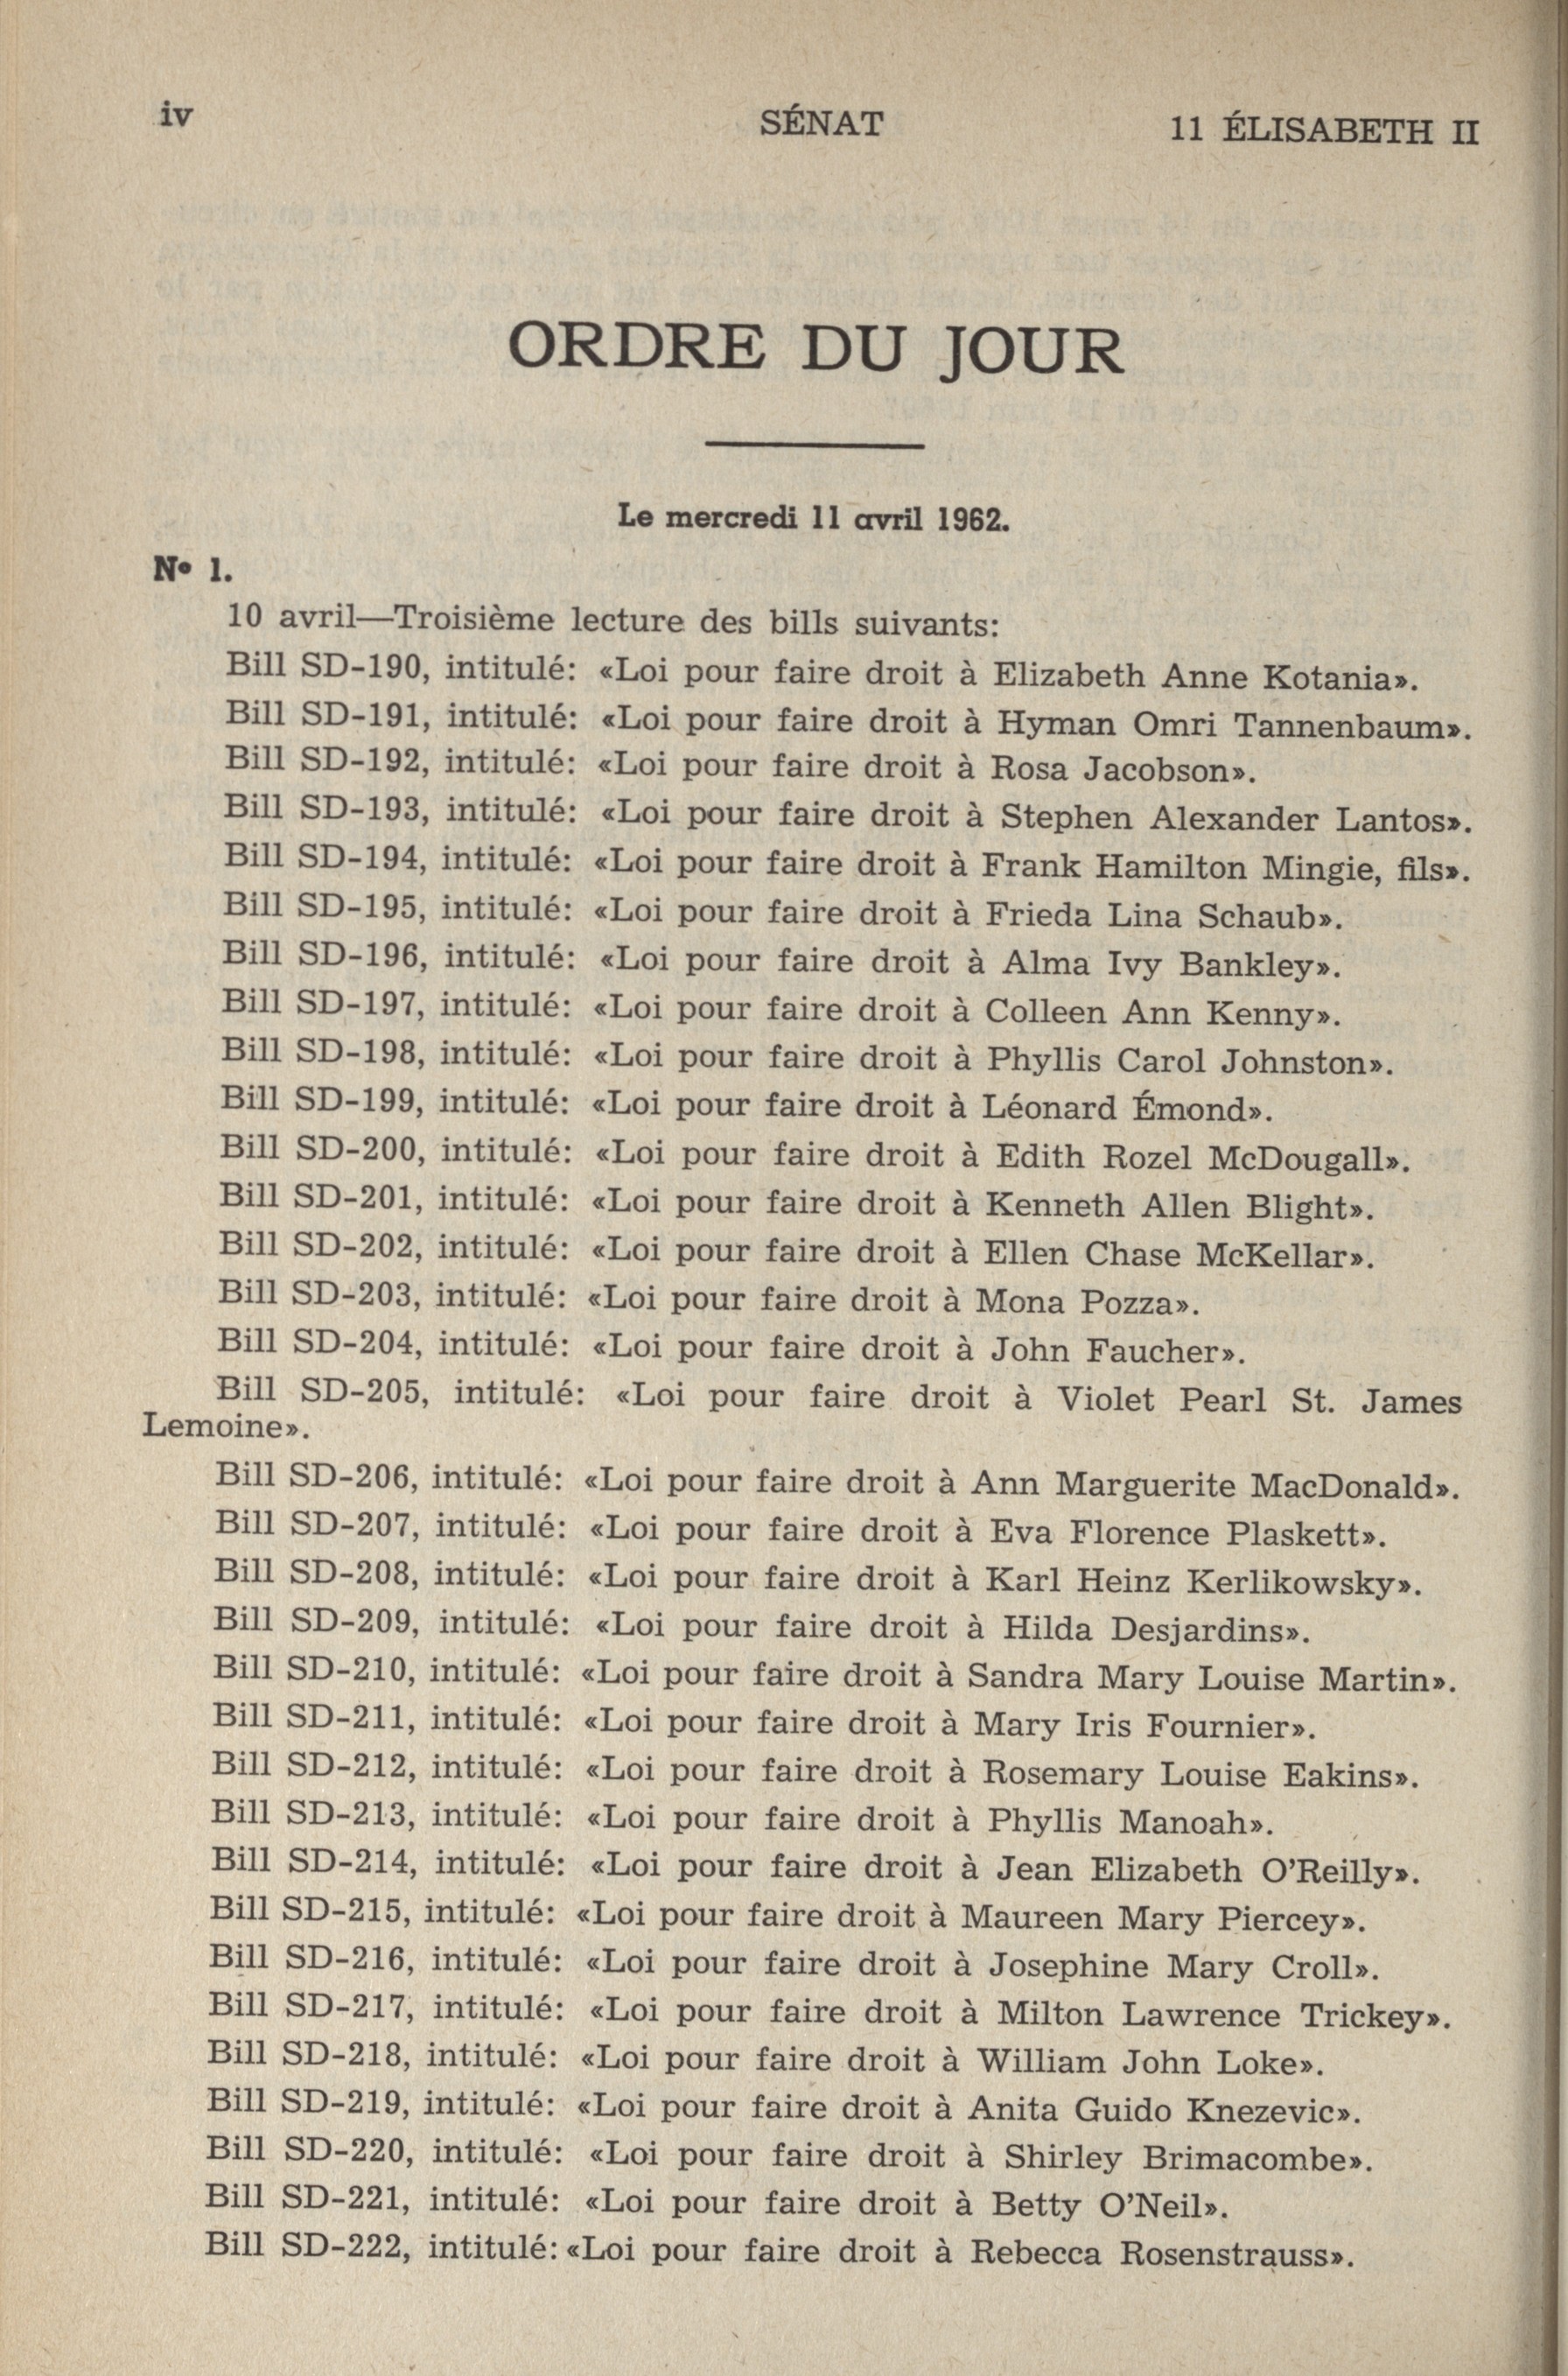 iv
SÉNAT
11 ÉLISABETH II
ORDRE DU JOUR
Le mercredi 11 avril 1962.
Nº 1.
10 avril—Troisième lecture des bills suivants:
Bill SD-190, intitulé: «Loi pour faire droit à Elizabeth Anne Kotania».
Bill SD-191, intitulé: «Loi pour faire droit à Hyman Omri Tannenbaum».
Bill SD-192, intitulé: «Loi pour faire droit à Rosa Jacobson».
Bill SD-193, intitulé: «Loi pour faire droit à Stephen Alexander Lantos».
Bill SD-194, intitulé: «Loi pour faire droit à Frank Hamilton Mingie, fils».
Bill SD-195, intitulé: «Loi pour faire droit à Frieda Lina Schaub».
Bill SD-196, intitulé: «Loi pour faire droit à Alma Ivy Bankley».
Bill SD-197, intitulé: «Loi pour faire droit à Colleen Ann Kenny».
Bill SD-198, intitulé: «Loi pour faire droit à Phyllis Carol Johnston».
Bill SD-199, intitulé: «Loi pour faire droit à Léonard Émond».
Bill SD-200, intitulé: «Loi pour faire droit à Edith Rozel McDougall».
Bill SD-201, intitulé: «Loi pour faire droit à Kenneth Allen Blight».
Bill SD-202, intitulé: «Loi pour faire droit à Ellen Chase McKellar».
Bill SD-203, intitulé: «Loi pour faire droit à Mona Pozza».
Bill SD-204, intitulé: «Loi pour faire droit à John Faucher».
Bill SD-205, intitulé: «Loi pour faire droit à Violet Pearl St. James
Lemoine».
Bill SD-206, intitulé: «Loi pour faire droit à Ann Marguerite MacDonald».
Bill SD-207, intitulé: «Loi pour faire droit à Eva Florence Plaskett».
Bill SD-208, intitulé: «Loi pour faire droit à Karl Heinz Kerlikowsky».
Bill SD-209, intitulé: «Loi pour faire droit à Hilda Desjardins».
Bill SD-210, intitulé: «Loi pour faire droit à Sandra Mary Louise Martin».
Bill SD-211, intitulé: «Loi pour faire droit à Mary Iris Fournier».
Bill SD-212, intitulé: «Loi pour faire droit à Rosemary Louise Eakins».
Bill SD-213, intitulé: «Loi pour faire droit à Phyllis Manoah».
Bill SD-214, intitulé: «Loi pour faire droit à Jean Elizabeth O'Reilly».
Bill SD-215, intitulé: «Loi pour faire droit à Maureen Mary Piercey».
Bill SD-216, intitulé: «Loi pour faire droit à Josephine Mary Croll».
Bill SD-217, intitulé: «Loi pour faire droit à Milton Lawrence Trickey».
Bill SD-218, intitulé: «Loi pour faire droit à William John Loke».
Bill SD-219, intitulé: «Loi pour faire droit à Anita Guido Knezevic».
Bill SD-220, intitulé: «Loi pour faire droit à Shirley Brimacombe».
Bill SD-221, intitulé: «Loi pour faire droit à Betty O'Neil».
Bill SD-222, intitulé: «Loi pour faire droit à Rebecca Rosenstrauss».